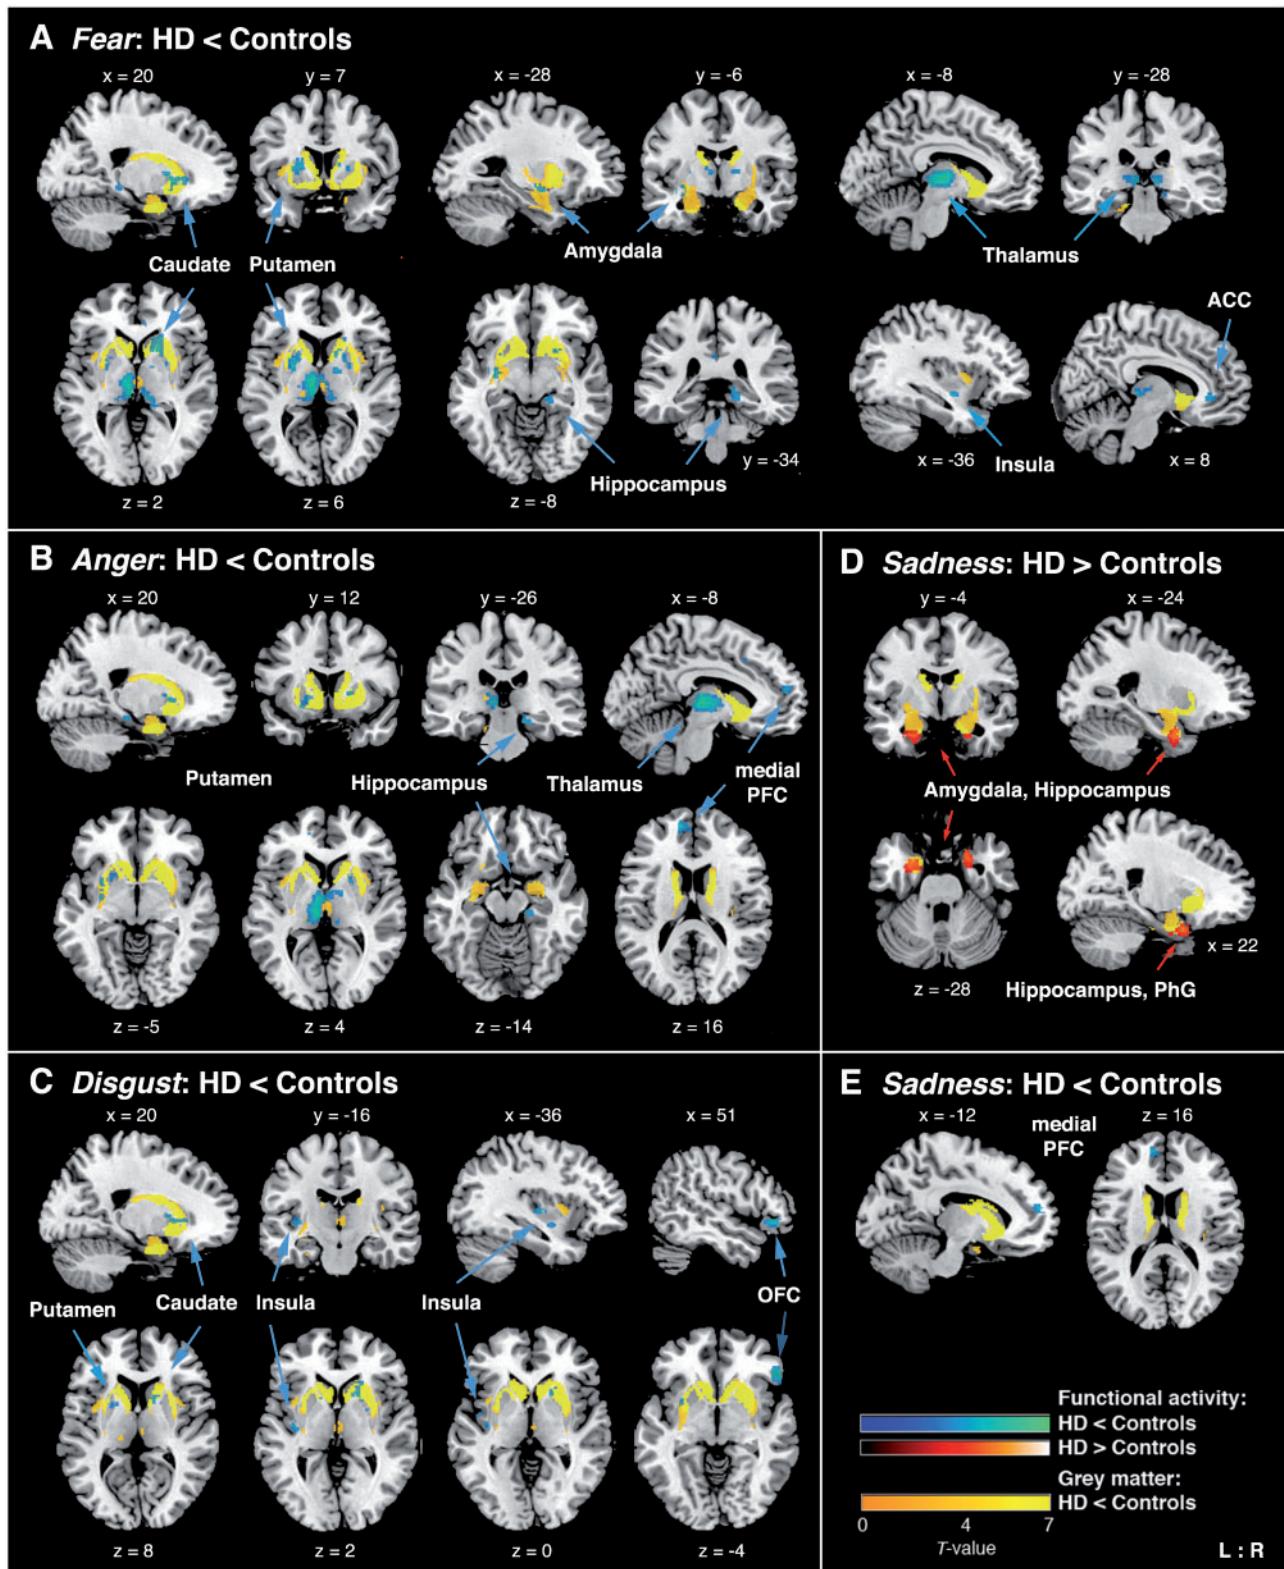 A Fear: HD < Controls
x = 20 y = 7 x = -28 y = -6 x = -8 y = -28
Caudate Putamen Amygdala Thalamus
ACC
Hippocampus y = -34 x = -36 Insula x = 8
z = 2 z = 6 z = -8
B Anger: HD < Controls
x = 20 y = 12 y = -26 x = -8
Putamen Hippocampus Thalamus medial
PFC
z = -5 z = 4 z = -14 z = 16
D Sadness: HD > Controls
y = -4 x = -24
Amygdala, Hippocampus
x = 22
z = -28 Hippocampus, PhG
C Disgust: HD < Controls
x = 20 y = -16 x = -36 x = 51
Putamen Caudate Insula Insula OFC
z = 8 z = 2 z = 0 z = -4
E Sadness: HD < Controls
x = -12 medial z = 16
PFC
Functional activity:
HD < Controls
HD > Controls
Grey matter:
HD < Controls
0 4 7
T-value
L : R